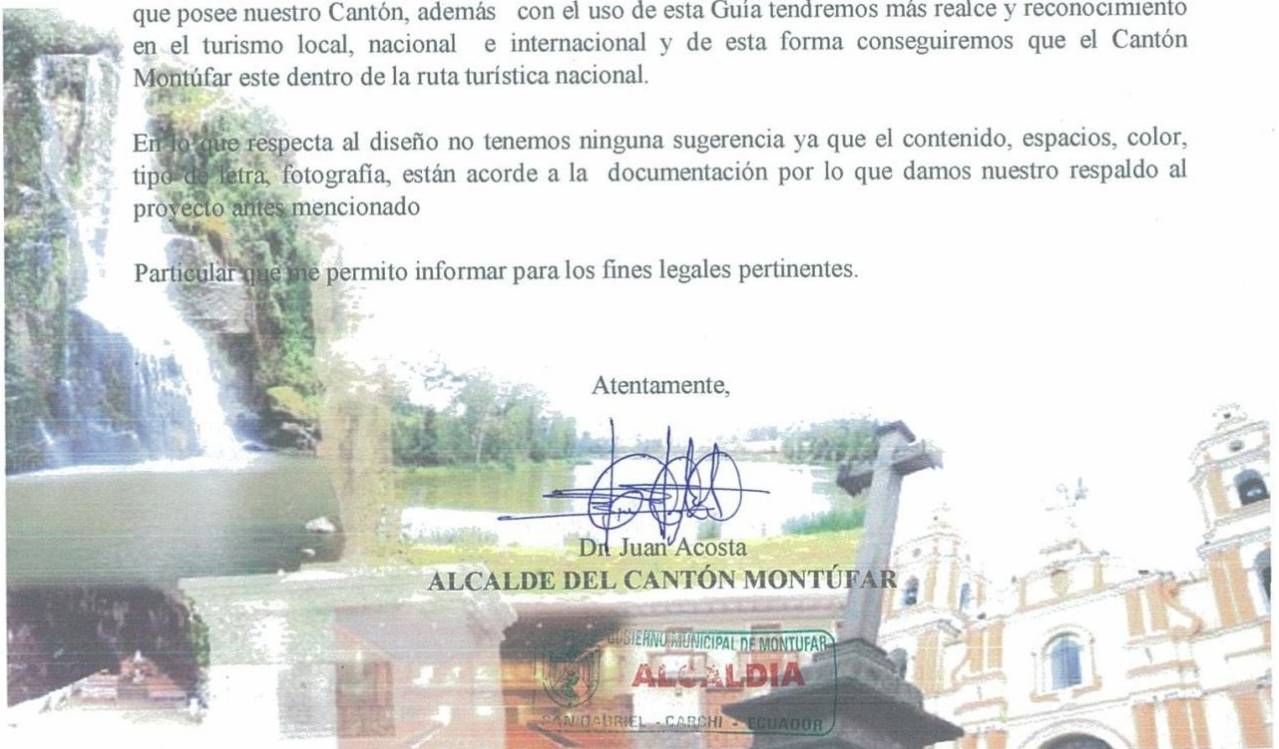 que posee nuestro Cantón, además con el uso de esta Guía tendremos más realce y reconocimiento
en el turismo local, nacional e internacional y de esta forma conseguiremos que el Cantón
Montúfar este dentro de la ruta turística nacional.
En lo que respecta al diseño no tenemos ninguna sugerencia ya que el contenido, espacios, color,
tipo de letra, fotografía, están acorde a la documentación por lo que damos nuestro respaldo al
proyecto antes mencionado
Particular que me permito informar para los fines legales pertinentes.
Atentamente,
Dr. Juan Acosta
ALCALDE DEL CANTÓN MONTÚFAR
GOBIERNO MUNICIPAL DE MONTUFAR
ALCALDIA
SAN GABRIEL - CARCHI - ECUADOR